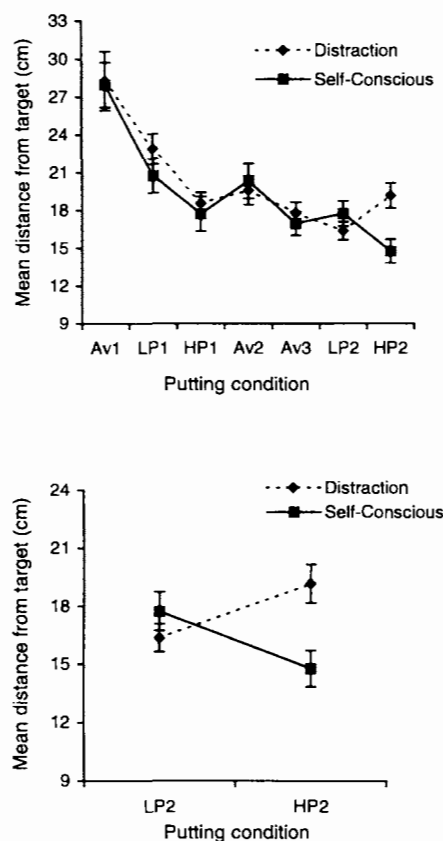 33
30
27
24
21
18
15
12
9
Mean distance from target (cm)
Distraction
Self-Conscious
Av1 LP1 HP1 Av2 Av3 LP2 HP2
Putting condition
24
21
18
15
12
9
Mean distance from target (cm)
Distraction
Self-Conscious
LP2 HP2
Putting condition